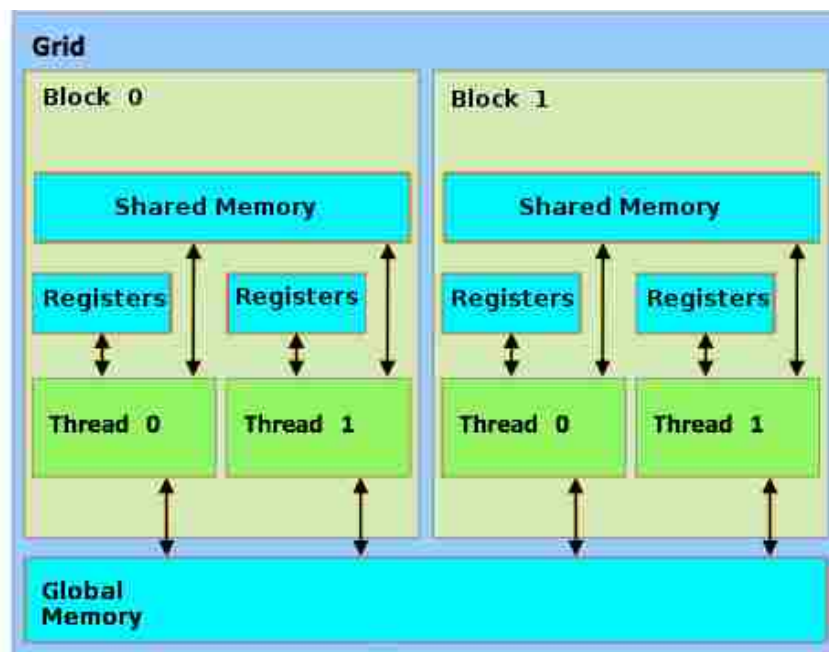 Grid
Block 0
Block 1
Shared Memory
Shared Memory
Registers
Registers
Registers
Registers
Thread 0
Thread 1
Thread 0
Thread 1
Global
Memory